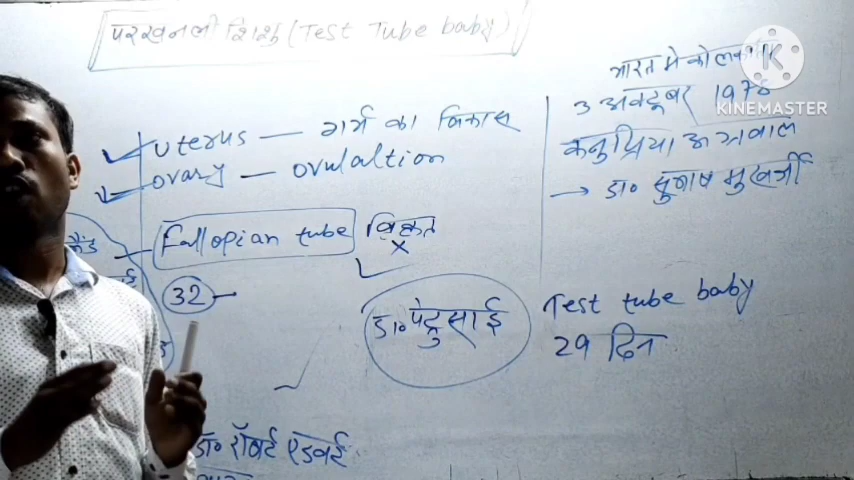 परखनली शिशु (Test Tube baby)
uterus — गर्भ का विकास
ovary — ovulaltion
Fallopian tube विकृत
×
32 —
डा० पेट्रुसाई
डॉ० रॉबर्ट एडवर्ड
भारत मे कोलकाता
3 अक्टूबर 1978
कनुप्रिया अग्रवाल
→ डा० सुबाष मुखर्जी
Test tube baby
29 दिन
K
KINEMASTER